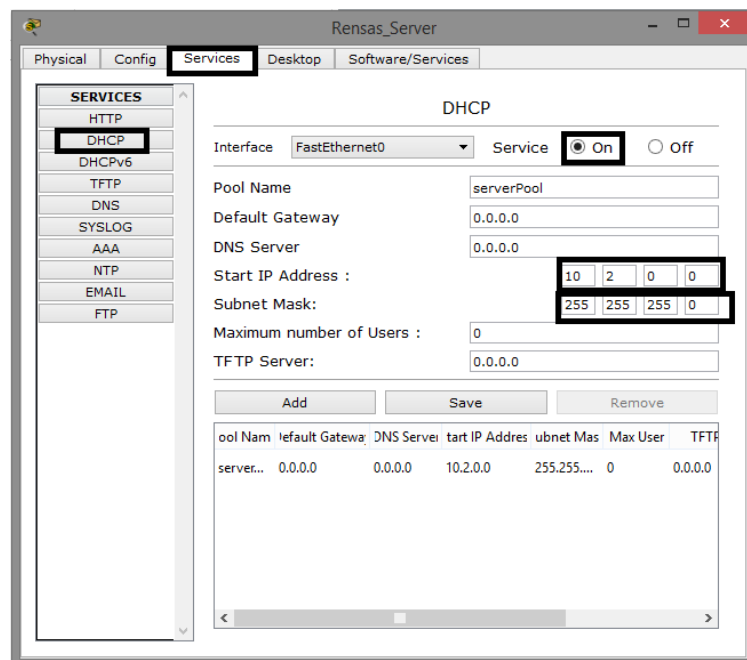 Rensas_Server
Physical Config Services Desktop Software/Services
SERVICES
HTTP
DHCP
DHCPv6
TFTP
DNS
SYSLOG
AAA
NTP
EMAIL
FTP
DHCP
Interface FastEthernet0 Service On Off
Pool Name serverPool
Default Gateway 0.0.0.0
DNS Server 0.0.0.0
Start IP Address : 10 2 0 0
Subnet Mask: 255 255 255 0
Maximum number of Users : 0
TFTP Server: 0.0.0.0
Add Save Remove
ool Nam efault Gatewa DNS Server tart IP Addres ubnet Mas Max User TFTP
server... 0.0.0.0 0.0.0.0 10.2.0.0 255.255.... 0 0.0.0.0